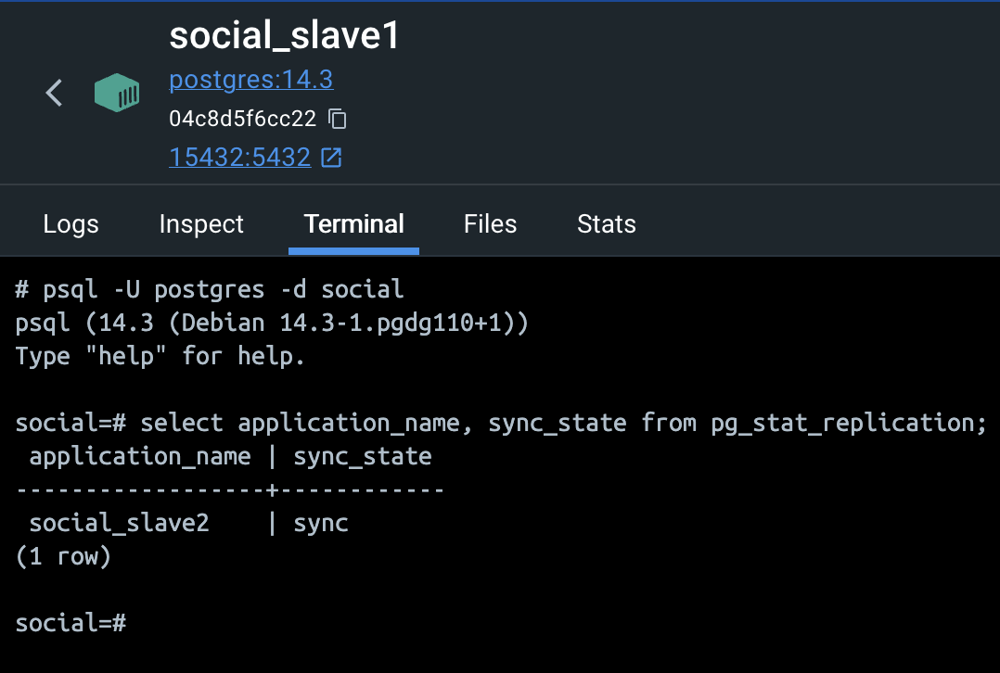 social_slave1
postgres:14.3
04c8d5f6cc22
15432:5432
Logs Inspect Terminal Files Stats
# psql -U postgres -d social
psql (14.3 (Debian 14.3-1.pgdg110+1))
Type "help" for help.
social=# select application_name, sync_state from pg_stat_replication;
 application_name | sync_state
------------------+------------
 social_slave2    | sync
(1 row)
social=#